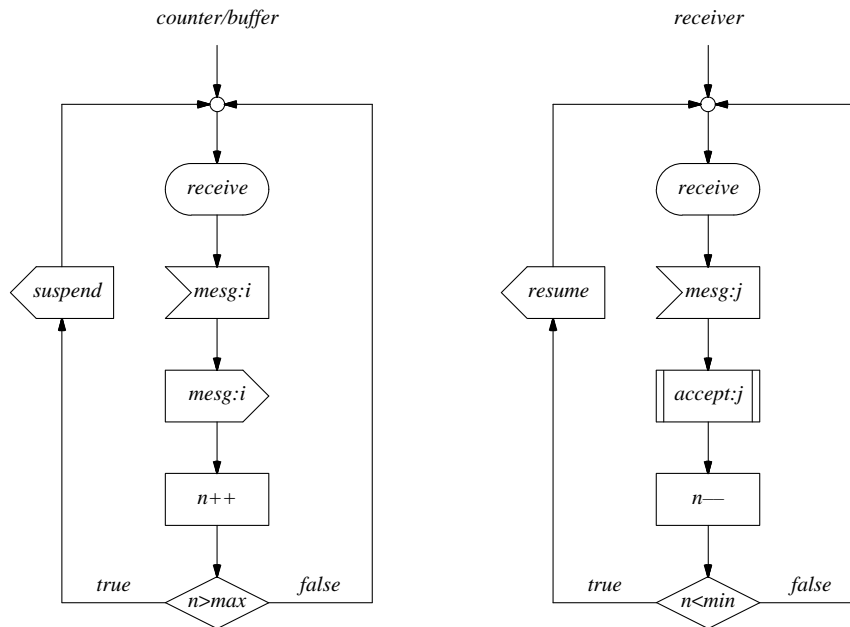 counter/buffer
receive
suspend
mesg:i
mesg:i
n++
true
false
n>max
receiver
receive
resume
mesg:j
accept:j
n—
true
false
n<min